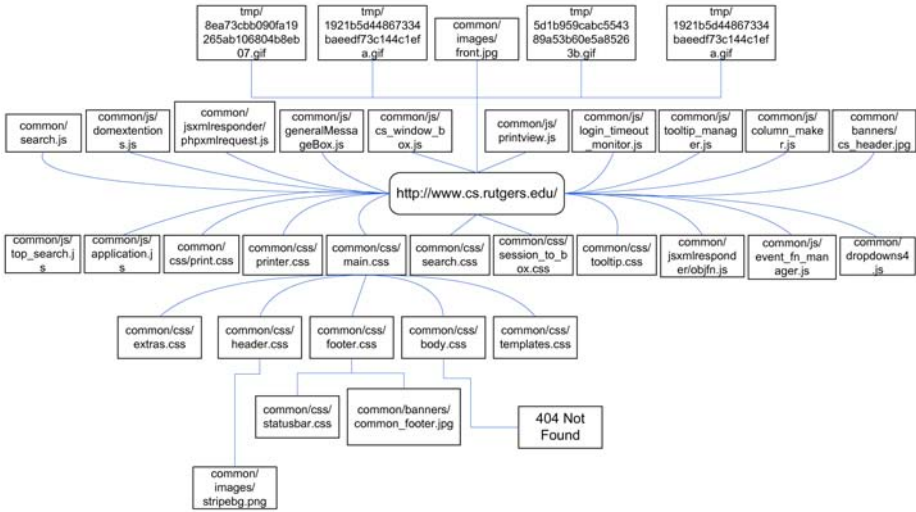 tmp/
8ea73cbb090fa19
265ab106804b8eb
07.gif
tmp/
1921b5d44867334
baeedf73c144c1ef
a.gif
common/
images/
front.jpg
tmp/
5d1b959cabc5543
89a53b60e5a8526
3b.gif
tmp/
1921b5d44867334
baeedf73c144c1ef
a.gif
common/
search.js
common/js/
domextention
s.js
common/
jsxmlresponder/
phpxmlrequest.js
common/js/
generalMessa
geBox.js
common/js/
cs_window_b
ox.js
common/js/
printview.js
common/js/
login_timeout
_monitor.js
common/js/
tooltip_manag
er.js
common/js/
column_make
r.js
common/
banners/
cs_header.jpg
http://www.cs.rutgers.edu/
common/js/
top_search.j
s
common/js/
application.j
s
common/
css/print.css
common/css/
printer.css
common/css/
main.css
common/css/
search.css
common/css/
session_to_b
ox.css
common/css/
tooltip.css
common/
jsxmlrespon
der/objfn.js
common/js/
event_fn_ma
nager.js
common/
dropdowns4
.js
common/css/
extras.css
common/css/
header.css
common/css/
footer.css
common/css/
body.css
common/css/
templates.css
common/css/
statusbar.css
common/banners/
common_footer.jpg
404 Not
Found
common/
images/
stripebg.png